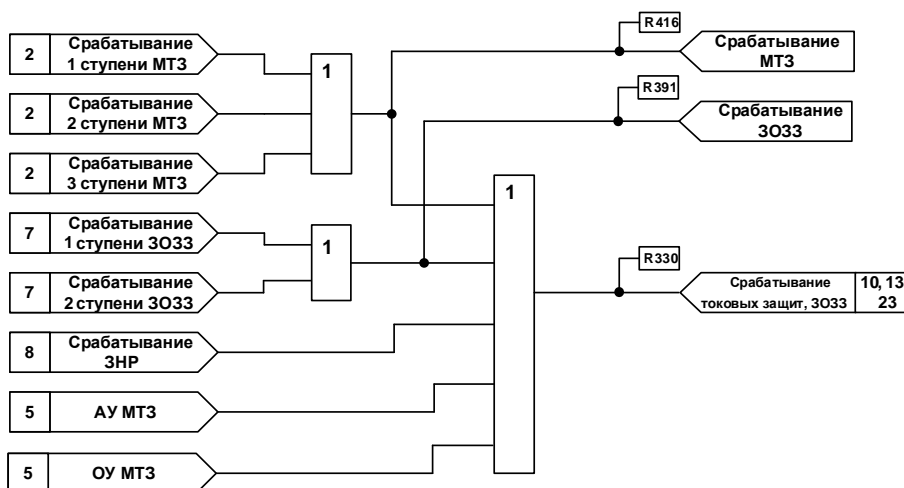 R416
2
Срабатывание
1 ступени МТЗ
Срабатывание
МТЗ
1
R391
2
Срабатывание
2 ступени МТЗ
Срабатывание
ЗОЗЗ
2
Срабатывание
3 ступени МТЗ
1
7
Срабатывание
1 ступени ЗОЗЗ
1
R330
7
Срабатывание
2 ступени ЗОЗЗ
Срабатывание
токовых защит, ЗОЗЗ
10, 13
23
8
Срабатывание
ЗНР
5
АУ МТЗ
5
ОУ МТЗ